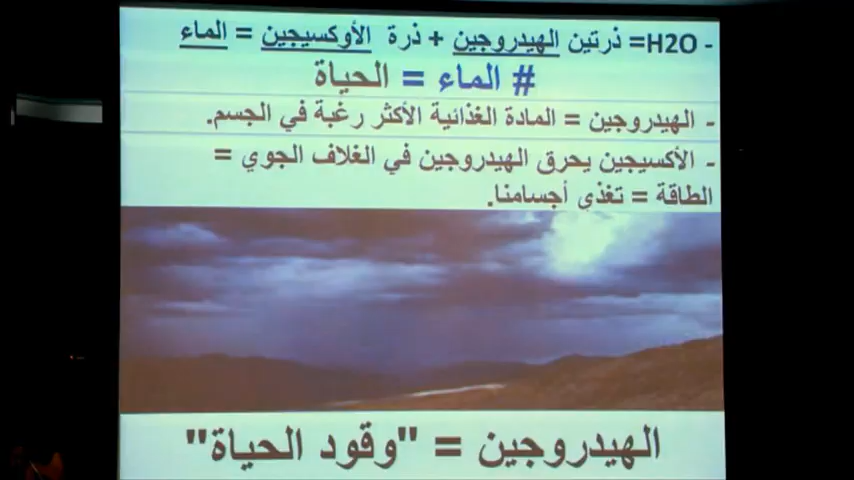 - H2O= ذرتين الهيدروجين + ذرة الأوكسيجين = الماء
# الماء = الحياة
- الهيدروجين = المادة الغذائية الأكثر رغبة في الجسم.
- الأكسيجين يحرق الهيدروجين في الغلاف الجوي =
الطاقة = تغذي أجسامنا.
الهيدروجين = "وقود الحياة"